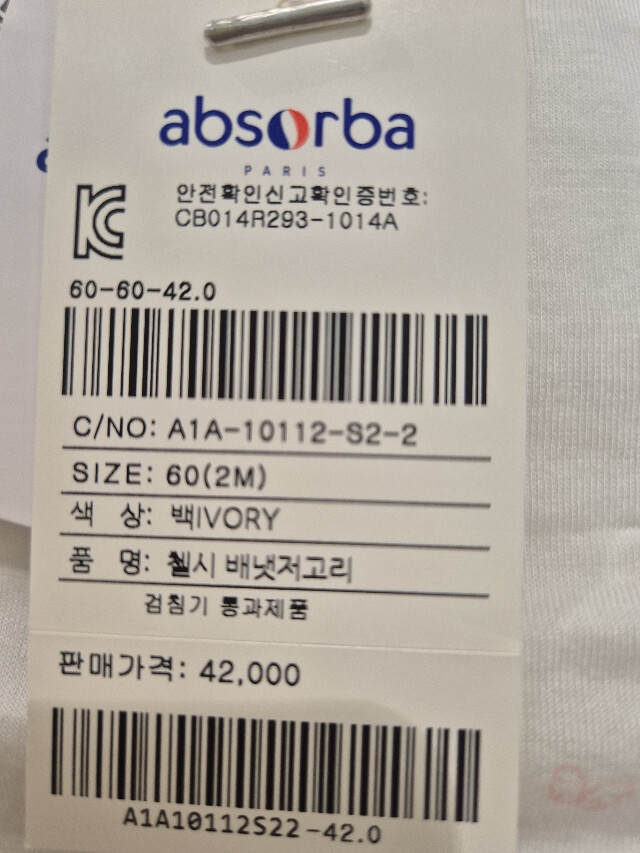 absorba
PARIS
안전확인신고확인증번호:
CB014R293-1014A
60-60-42.0
C/NO: A1A-10112-S2-2
SIZE: 60(2M)
색 상: 백IVORY
품 명: 첼시 배냇저고리
검침기 통과제품
판매가격: 42,000
A1A10112S22-42.0